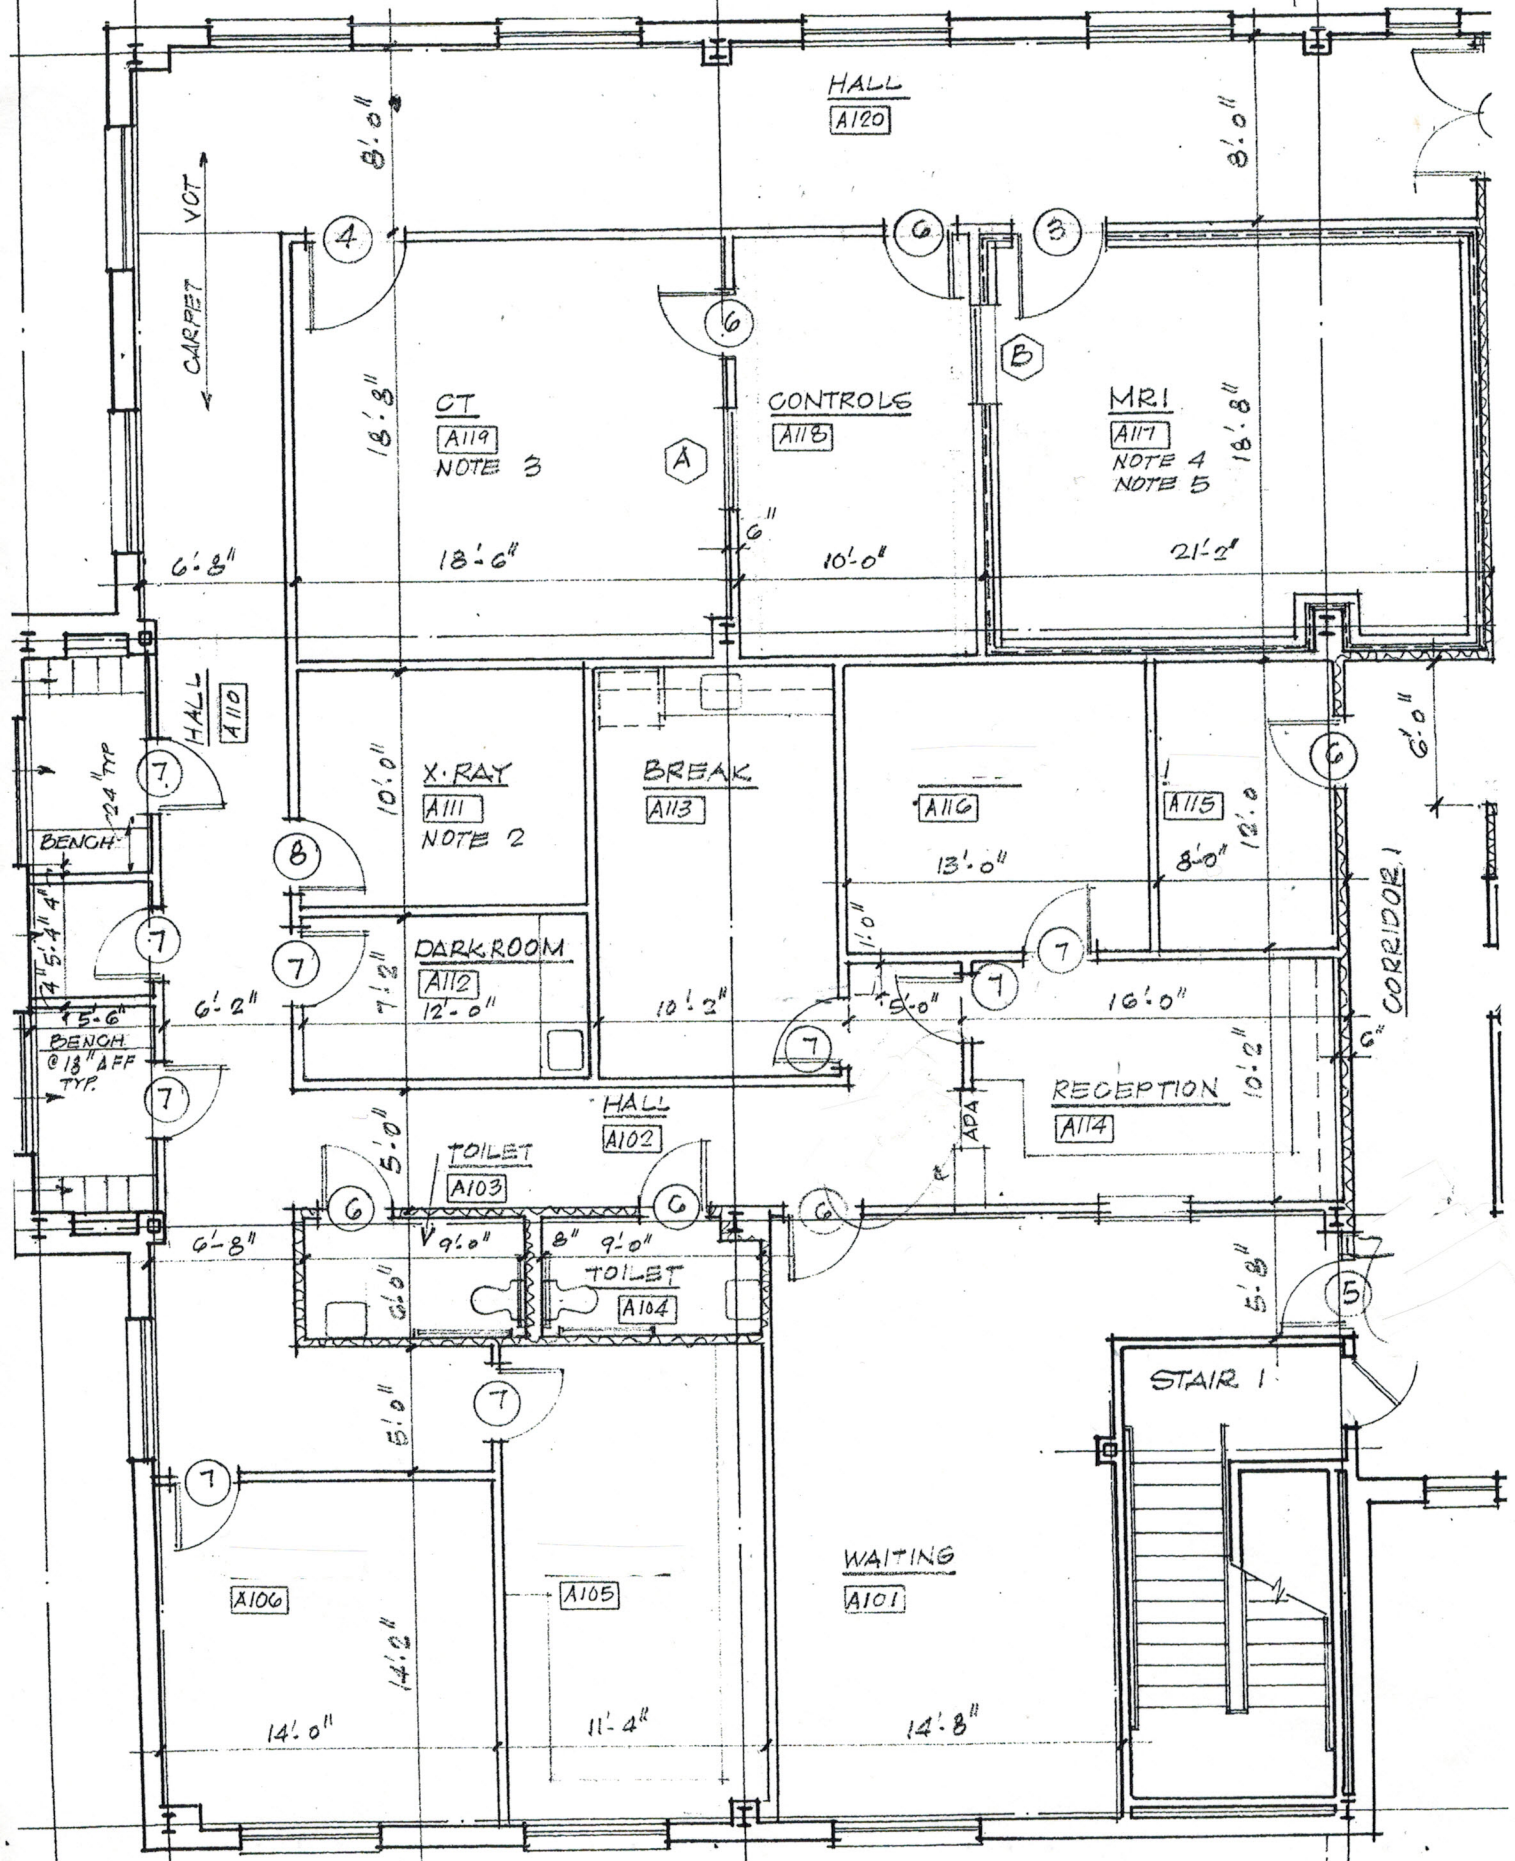 HALL
A120
8'-0"
8'-0"
CARPET VCT
4
6
3
6
B
CT
A119
NOTE 3
18'-8"
A
CONTROLS
A118
MRI
A117
NOTE 4
NOTE 5
18'-8"
6"
6'-8"
18'-6"
10'-0"
21'-2"
HALL
A110
7
24" TYP
BENCH
X-RAY
A111
NOTE 2
10'-0"
8
BREAK
A113
A116
13'-0"
A115
8'-0"
12'-0
6
6'-0"
CORRIDOR 1
4"
5'-4"
4"
7
7
DARKROOM
A112
12'-0"
7'-2"
1'-0"
7
7
5'-6"
6'-2"
10'-2"
5'-0"
16'-0"
6"
BENCH
@ 18" AFF
TYP.
7
7
HALL
A102
RECEPTION
A114
10'-2"
ADA
5'-0"
TOILET
A103
6
6
6
6'-8"
9'-0"
8"
9'-0"
TOILET
A104
6'-0"
5'-8"
5
STAIR 1
7
5'-0"
7
A106
A105
WAITING
A101
14'-2"
14'-0"
11'-4"
14'-8"